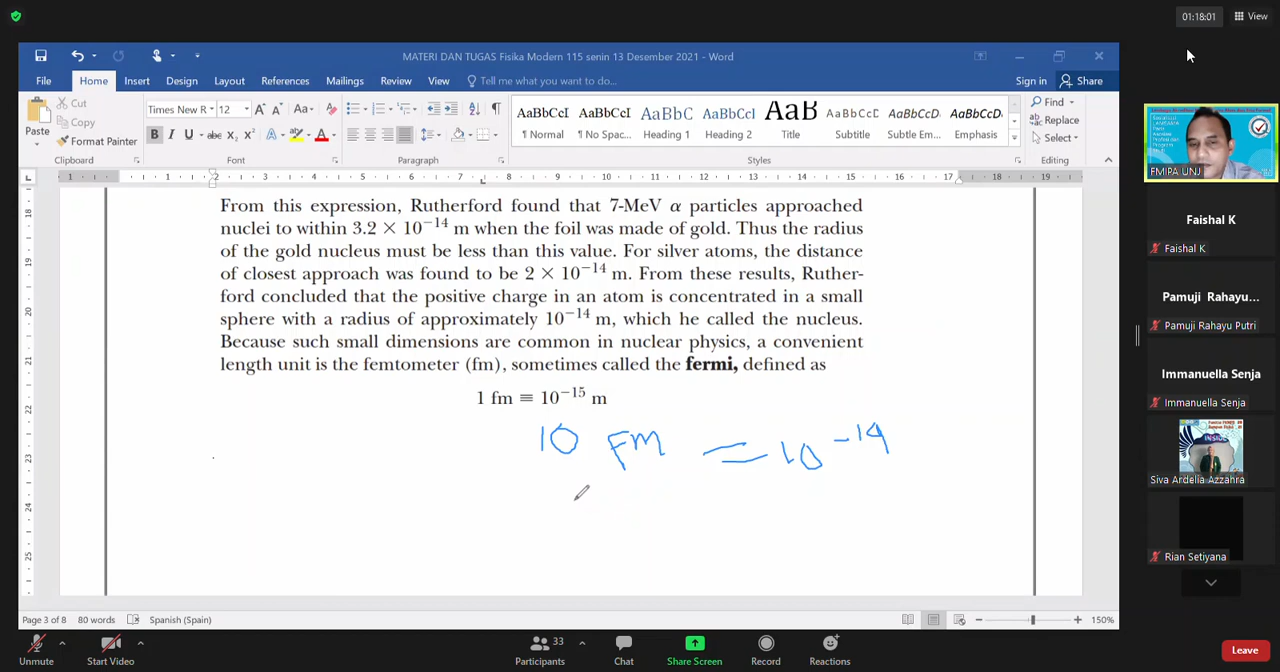 01:18:01
View
MATERI DAN TUGAS Fisika Modern 115 senin 13 Desember 2021 - Word
File Home Insert Design Layout References Mailings Review View Tell me what you want to do... Sign in Share
Paste
Cut
Copy
Format Painter
Clipboard
Times New R 12
Font
Paragraph
AaBbCcI AaBbCcI AaBbC AaBbCcI AaB AaBbCcD AaBbCcD. AaBbCcD.
¶ Normal ¶ No Spac... Heading 1 Heading 2 Title Subtitle Subtle Em... Emphasis
Styles
Find
Replace
Select
Editing
From this expression, Rutherford found that 7-MeV α particles approached
nuclei to within 3.2 × 10⁻¹⁴ m when the foil was made of gold. Thus the radius
of the gold nucleus must be less than this value. For silver atoms, the distance
of closest approach was found to be 2 × 10⁻¹⁴ m. From these results, Ruther-
ford concluded that the positive charge in an atom is concentrated in a small
sphere with a radius of approximately 10⁻¹⁴ m, which he called the nucleus.
Because such small dimensions are common in nuclear physics, a convenient
length unit is the femtometer (fm), sometimes called the fermi, defined as
1 fm ≡ 10⁻¹⁵ m
10 FM = 10⁻¹⁴
Page 3 of 8 80 words Spanish (Spain) 150%
FMIPA UNJ
Faishal K
Faishal K
Pamuji Rahayu...
Pamuji Rahayu Putri
Immanuella Senja
Immanuella Senja
Siva Ardelia Azzahra
Rian Setiyana
Unmute Start Video Participants 33 Chat Share Screen Record Reactions Leave